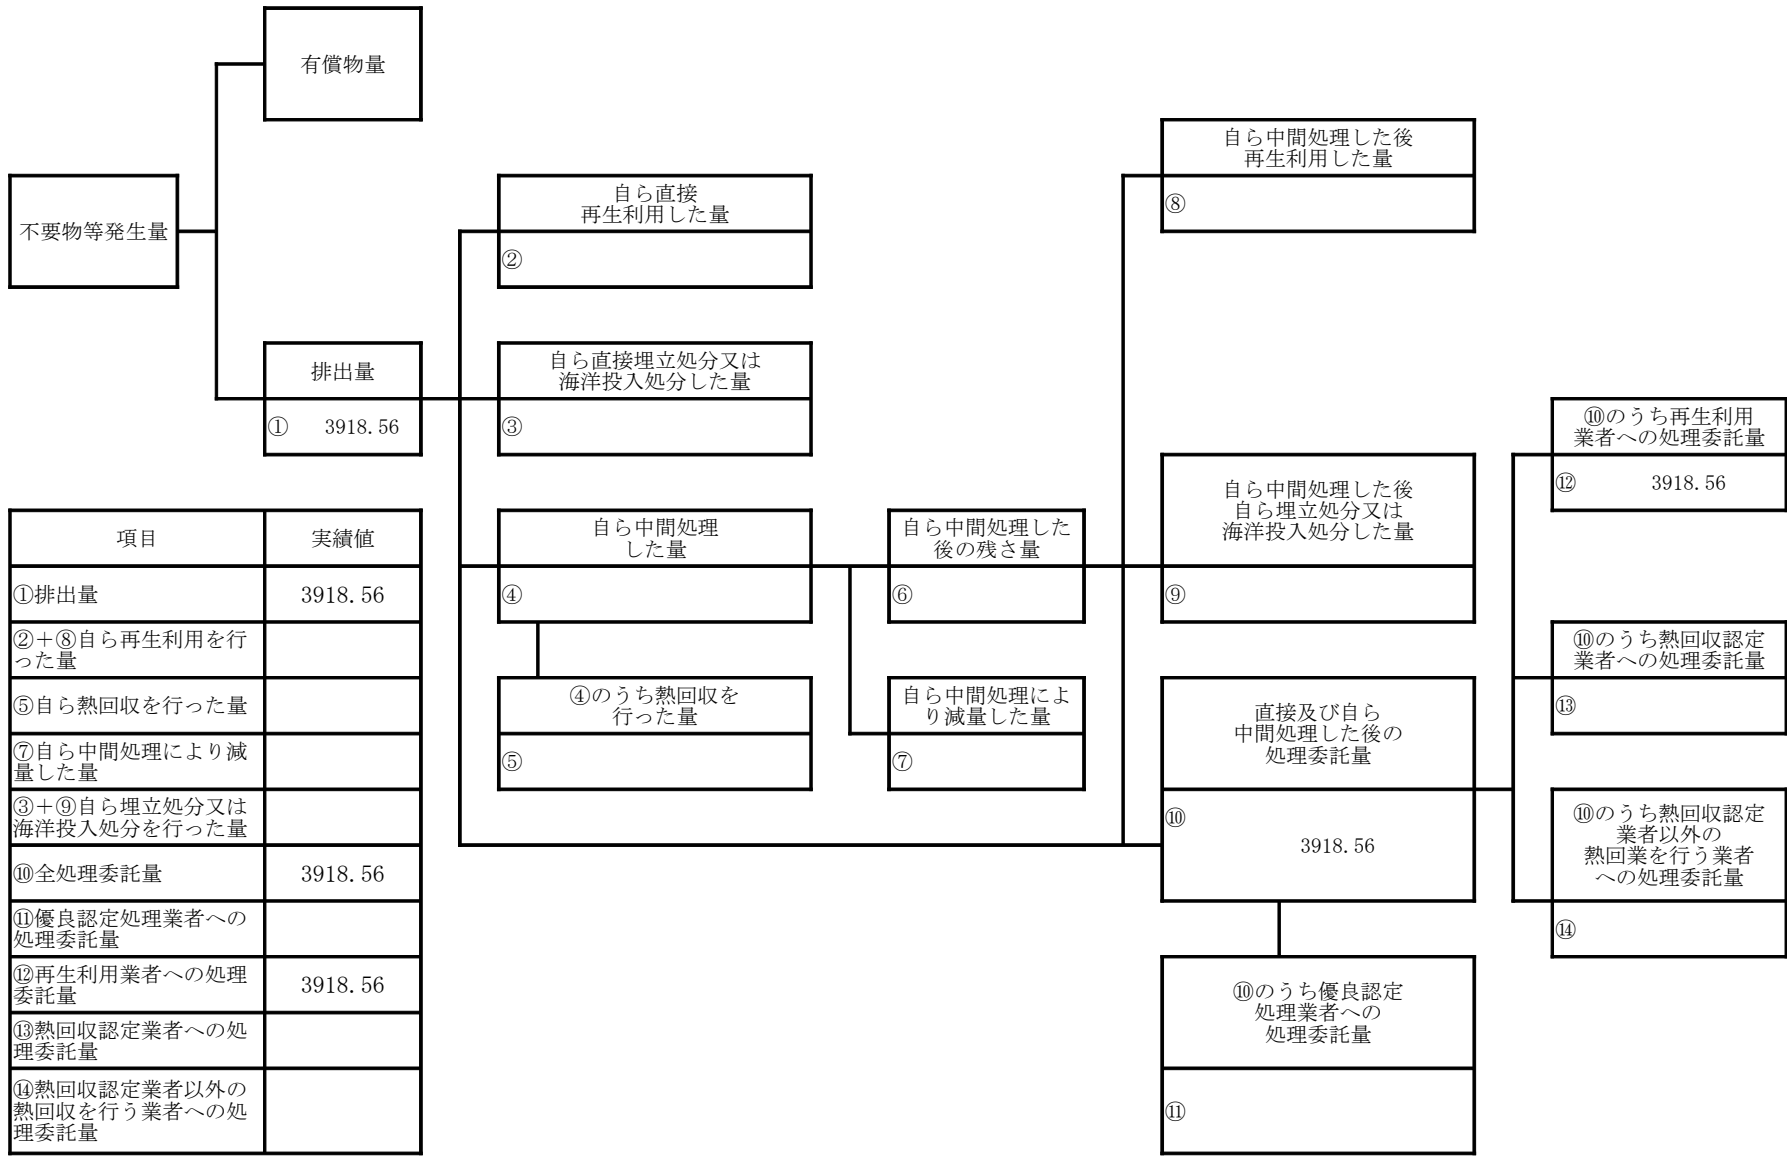 有償物量
不要物等発生量
排出量
① 3918.56
自ら直接
再生利用した量
②
自ら直接埋立処分又は
海洋投入処分した量
③
自ら中間処理
した量
④
④のうち熱回収を
行った量
⑤
自ら中間処理した
後の残さ量
⑥
自ら中間処理によ
り減量した量
⑦
自ら中間処理した後
再生利用した量
⑧
自ら中間処理した後
自ら埋立処分又は
海洋投入処分した量
⑨
直接及び自ら
中間処理した後の
処理委託量
⑩
3918.56
⑩のうち優良認定
処理業者への
処理委託量
⑪
⑩のうち再生利用
業者への処理委託量
⑫ 3918.56
⑩のうち熱回収認定
業者への処理委託量
⑬
⑩のうち熱回収認定
業者以外の
熱回業を行う業者
への処理委託量
⑭
項目 実績値
①排出量 3918.56
②＋⑧自ら再生利用を行
った量
⑤自ら熱回収を行った量
⑦自ら中間処理により減
量した量
③＋⑨自ら埋立処分又は
海洋投入処分を行った量
⑩全処理委託量 3918.56
⑪優良認定処理業者への
処理委託量
⑫再生利用業者への処理
委託量 3918.56
⑬熱回収認定業者への処
理委託量
⑭熱回収認定業者以外の
熱回収を行う業者への処
理委託量